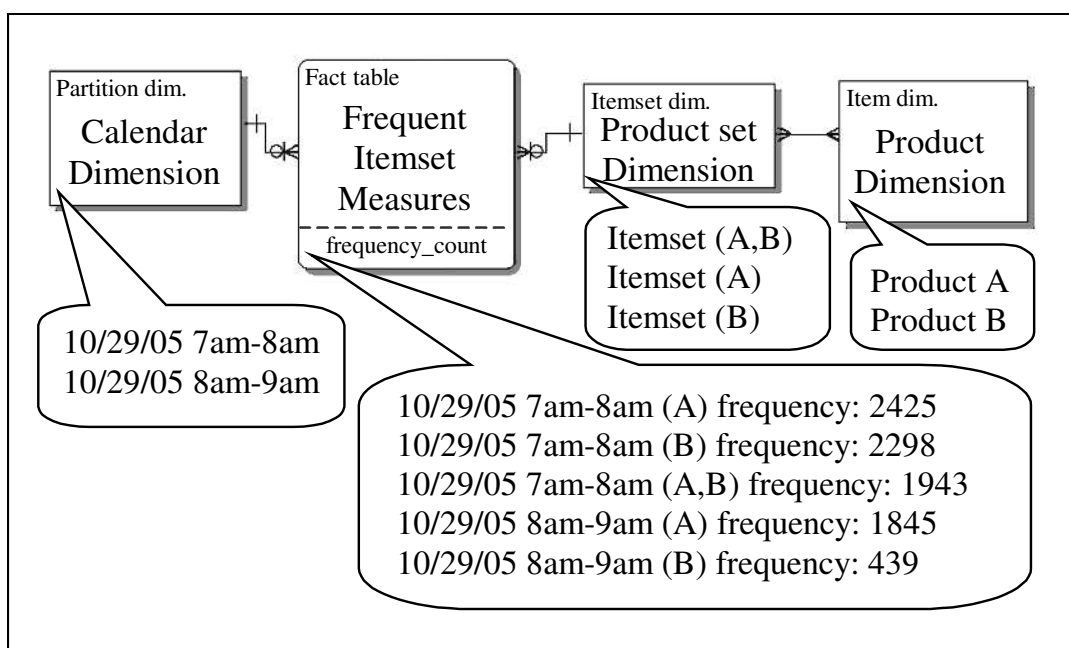 Partition dim.
Calendar
Dimension
Fact table
Frequent
Itemset
Measures
frequency_count
Itemset dim.
Product set
Dimension
Item dim.
Product
Dimension
10/29/05 7am-8am
10/29/05 8am-9am
Itemset (A,B)
Itemset (A)
Itemset (B)
Product A
Product B
10/29/05 7am-8am (A) frequency: 2425
10/29/05 7am-8am (B) frequency: 2298
10/29/05 7am-8am (A,B) frequency: 1943
10/29/05 8am-9am (A) frequency: 1845
10/29/05 8am-9am (B) frequency: 439